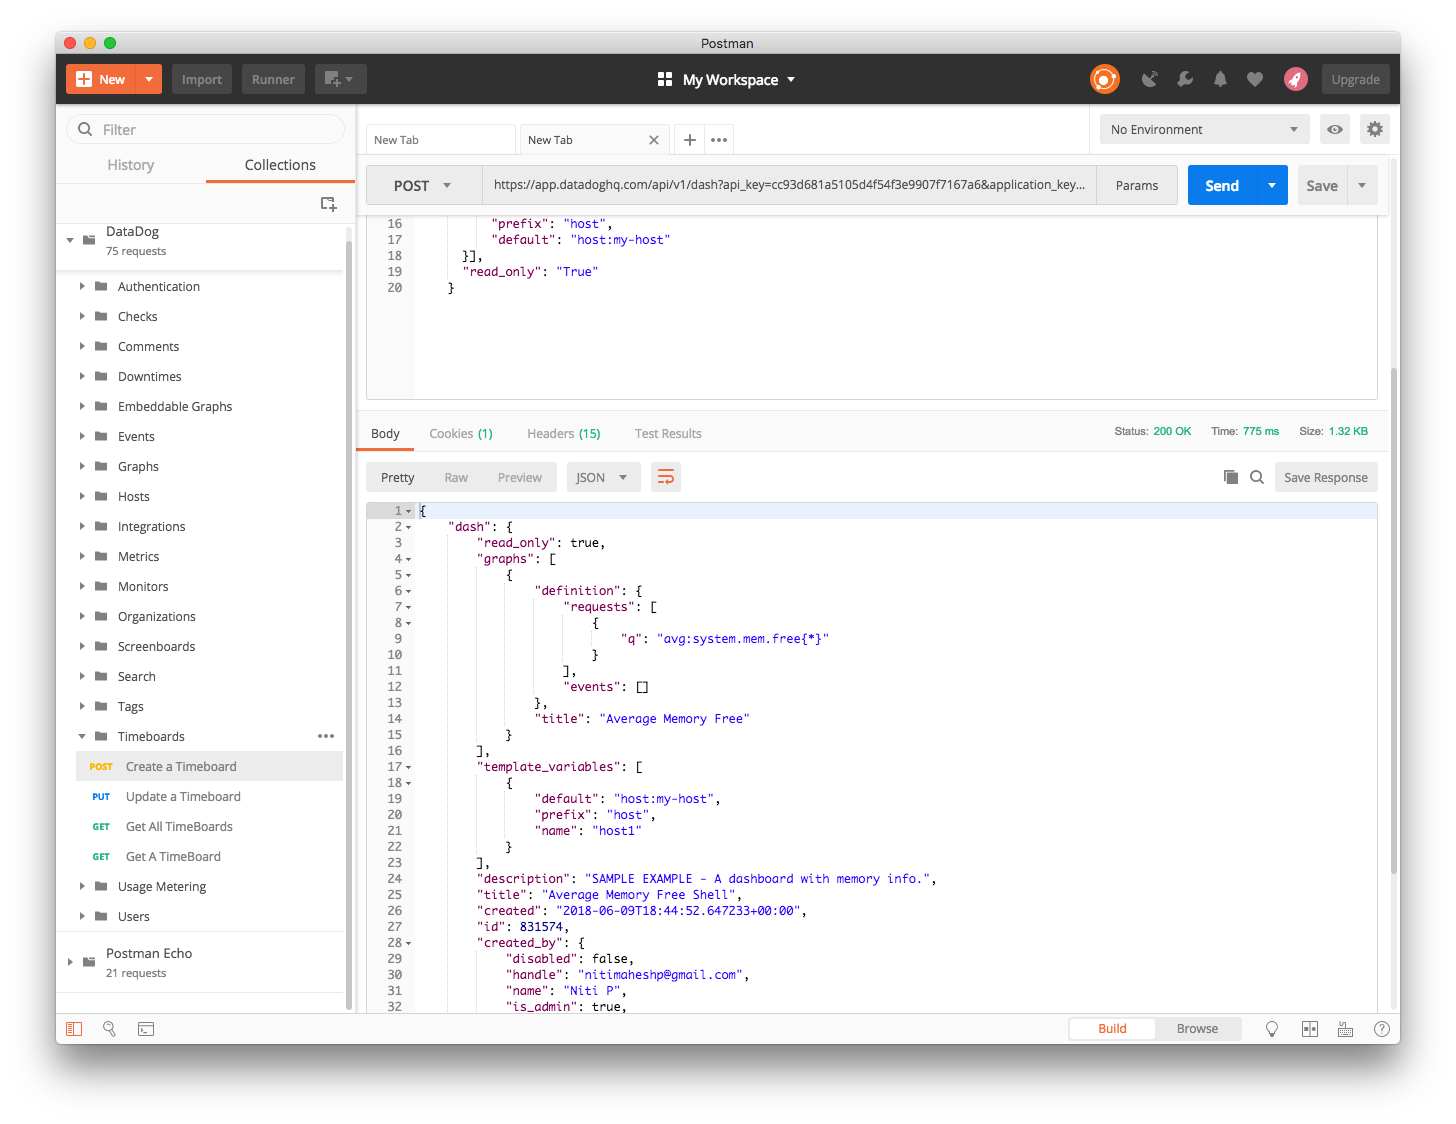 Postman
New
Import
Runner
My Workspace
Upgrade
Filter
History
Collections
DataDog
75 requests
Authentication
Checks
Comments
Downtimes
Embeddable Graphs
Events
Graphs
Hosts
Integrations
Metrics
Monitors
Organizations
Screenboards
Search
Tags
Timeboards
POST Create a Timeboard
PUT Update a Timeboard
GET Get All TimeBoards
GET Get A TimeBoard
Usage Metering
Users
Postman Echo
21 requests
New Tab
New Tab
No Environment
POST
https://app.datadoghq.com/api/v1/dash?api_key=cc93d681a5105d4f54f3e9907f7167a6&application_key...
Params
Send
Save
16 "prefix": "host",
17 "default": "host:my-host"
18 }],
19 "read_only": "True"
20 }
Body
Cookies (1)
Headers (15)
Test Results
Status: 200 OK
Time: 775 ms
Size: 1.32 KB
Pretty
Raw
Preview
JSON
Save Response
1 {
2 "dash": {
3 "read_only": true,
4 "graphs": [
5 {
6 "definition": {
7 "requests": [
8 {
9 "q": "avg:system.mem.free{*}"
10 }
11 ],
12 "events": []
13 },
14 "title": "Average Memory Free"
15 }
16 ],
17 "template_variables": [
18 {
19 "default": "host:my-host",
20 "prefix": "host",
21 "name": "host1"
22 }
23 ],
24 "description": "SAMPLE EXAMPLE - A dashboard with memory info.",
25 "title": "Average Memory Free Shell",
26 "created": "2018-06-09T18:44:52.647233+00:00",
27 "id": 831574,
28 "created_by": {
29 "disabled": false,
30 "handle": "nitimaheshp@gmail.com",
31 "name": "Niti P",
32 "is_admin": true,
Build
Browse